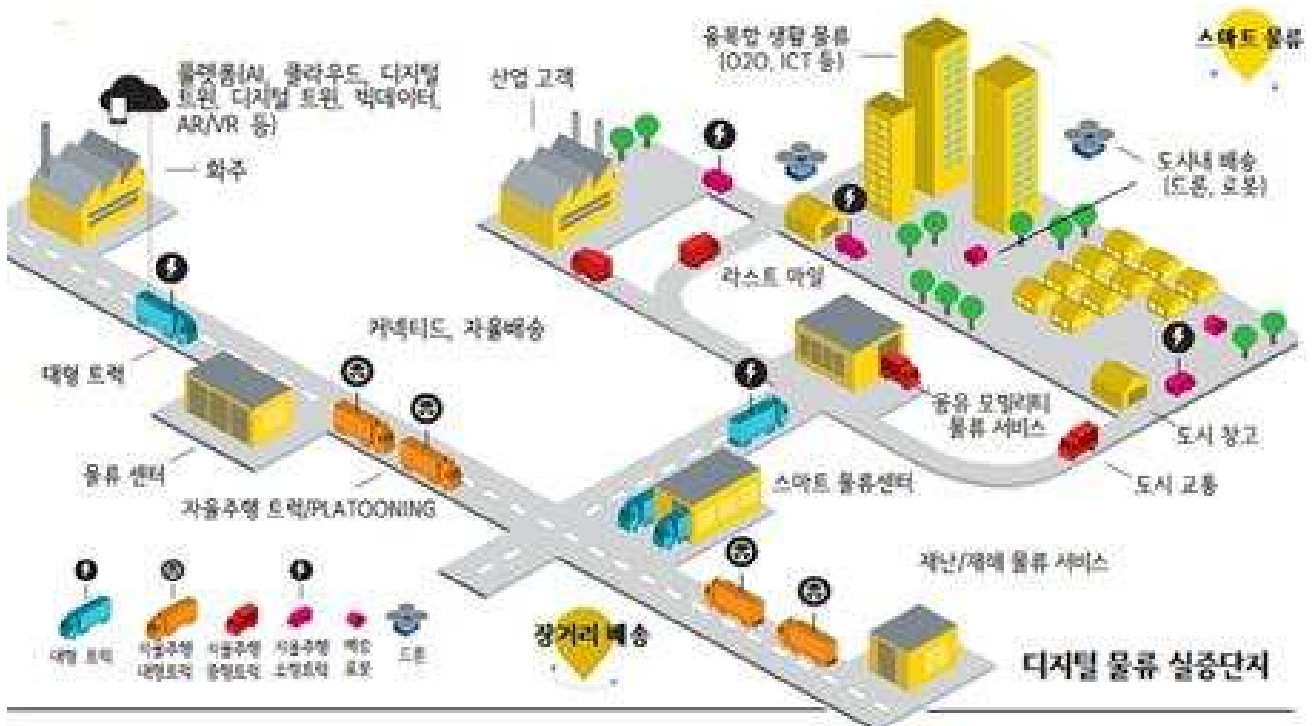 융복합 생활 물류
(O2O, ICT 등)
스마트 물류
플랫폼(AI, 클라우드, 디지털
트윈, 디지털 트윈, 빅데이터,
AR/VR 등)
산업 고객
화주
도시내 배송
(드론, 로봇)
라스트 마일
커넥티드, 자율배송
대형 트럭
공유 모빌리티
물류 서비스
도시 창고
물류 센터
스마트 물류센터
도시 교통
자율주행 트럭/PLATOONING
재난/재해 물류 서비스
장거리 배송
대형 트럭
자율주행
대형트럭
자율주행
중형트럭
자율주행
소형트럭
배송
로봇
드론
디지털 물류 실증단지